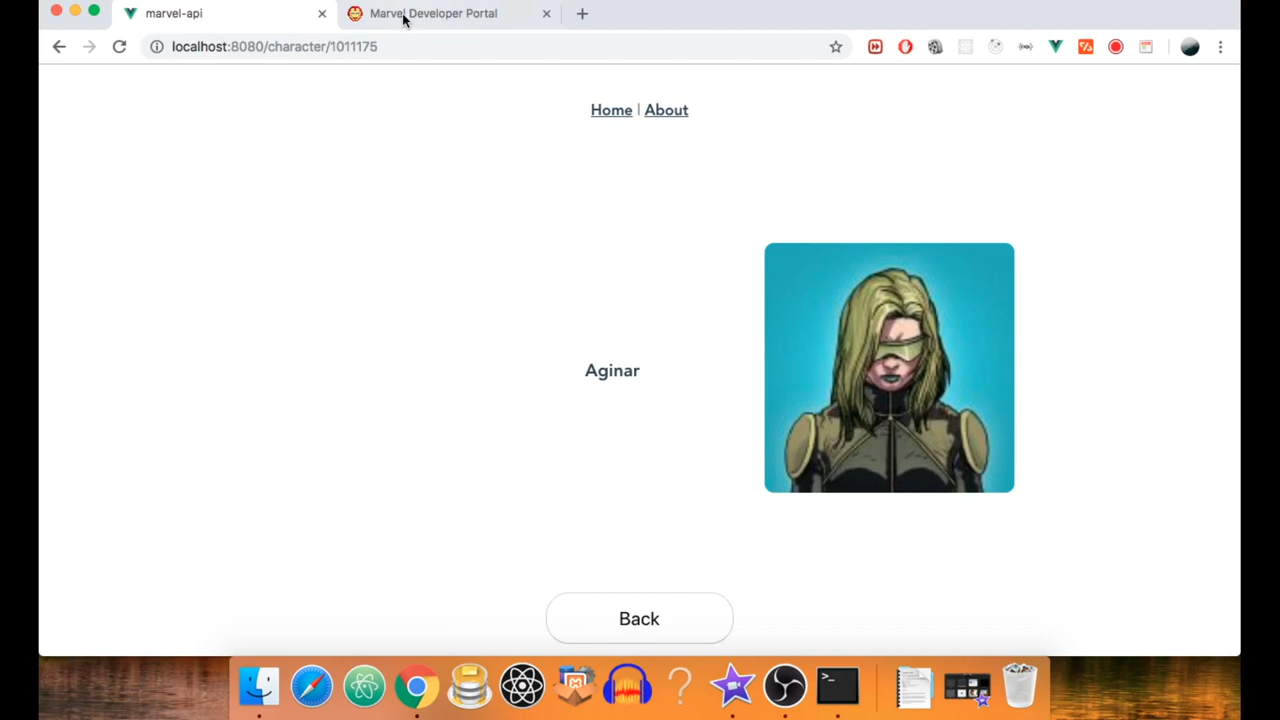 marvel-api
Marvel Developer Portal
localhost:8080/character/1011175
Home | About
Aginar
Back